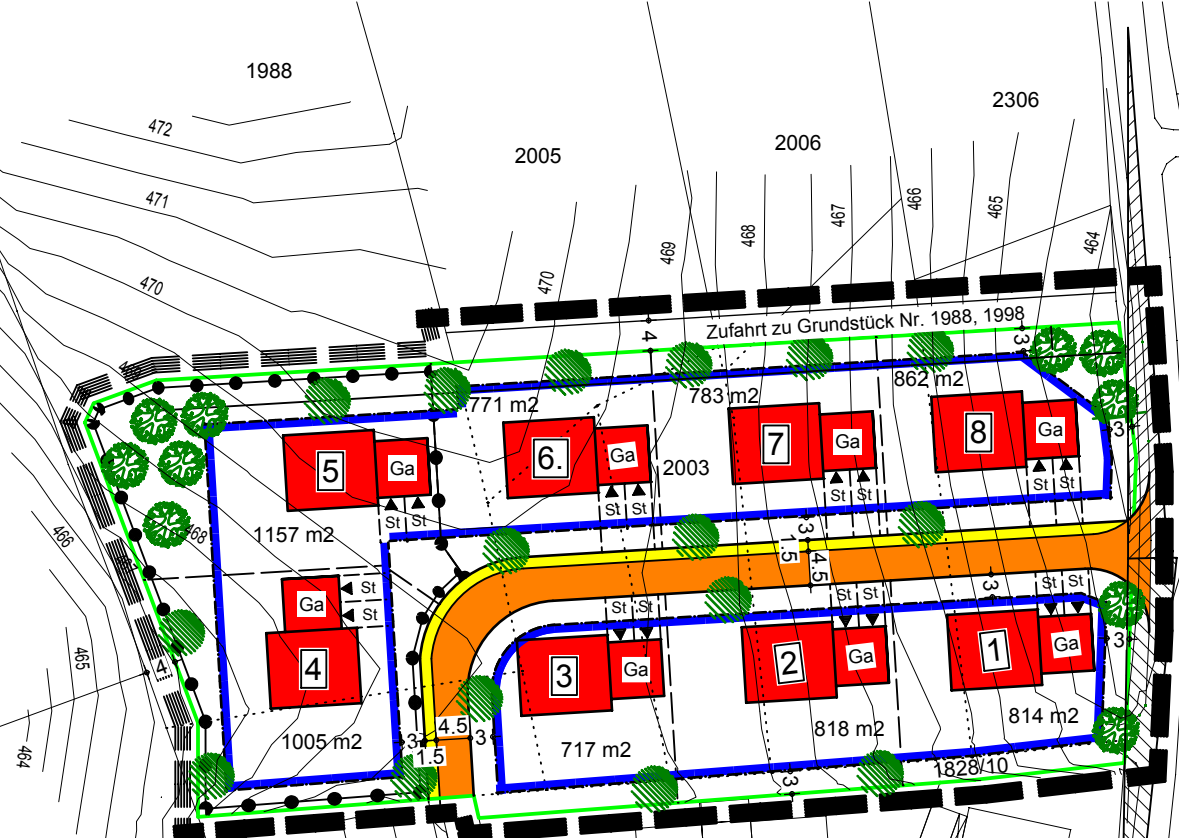 1988
2306
472
2005
2006
471
466
465
467
468
469
464
470
470
Zufahrt zu Grundstück Nr. 1988, 1998
4
3
862 m2
783 m2
771 m2
8
Ga
7
Ga
6.
Ga
5
Ga
3
2003
St
St
St
St
St
St
St
St
468
466
1157 m2
3
1.5
4.5
3
St
St
St
St
St
St
St
St
Ga
4
3
Ga
2
Ga
1
Ga
3
465
4
464
1005 m2
3
1.5
4.5
3
717 m2
818 m2
814 m2
1828/10
3